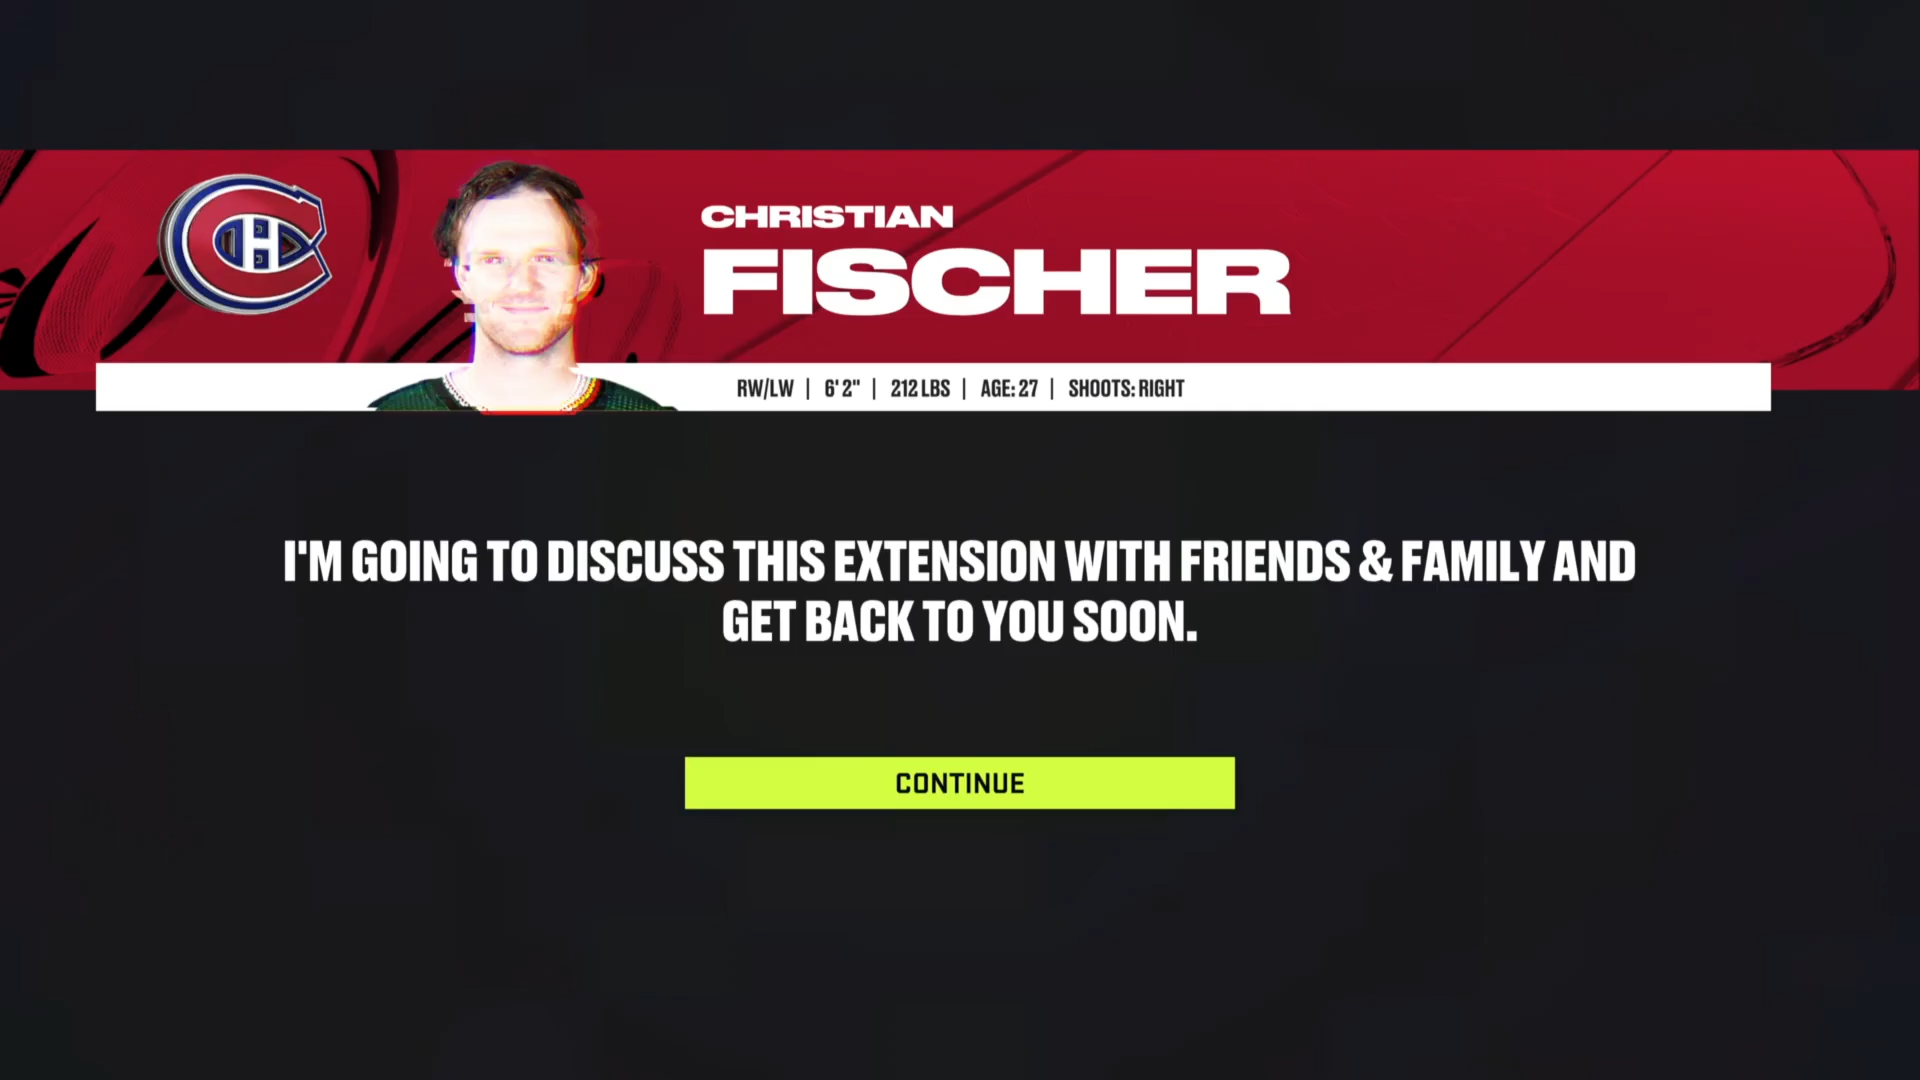 CHRISTIAN
FISCHER
RW/LW | 6' 2" | 212 LBS | AGE: 27 | SHOOTS: RIGHT
I'M GOING TO DISCUSS THIS EXTENSION WITH FRIENDS & FAMILY AND
GET BACK TO YOU SOON.
CONTINUE